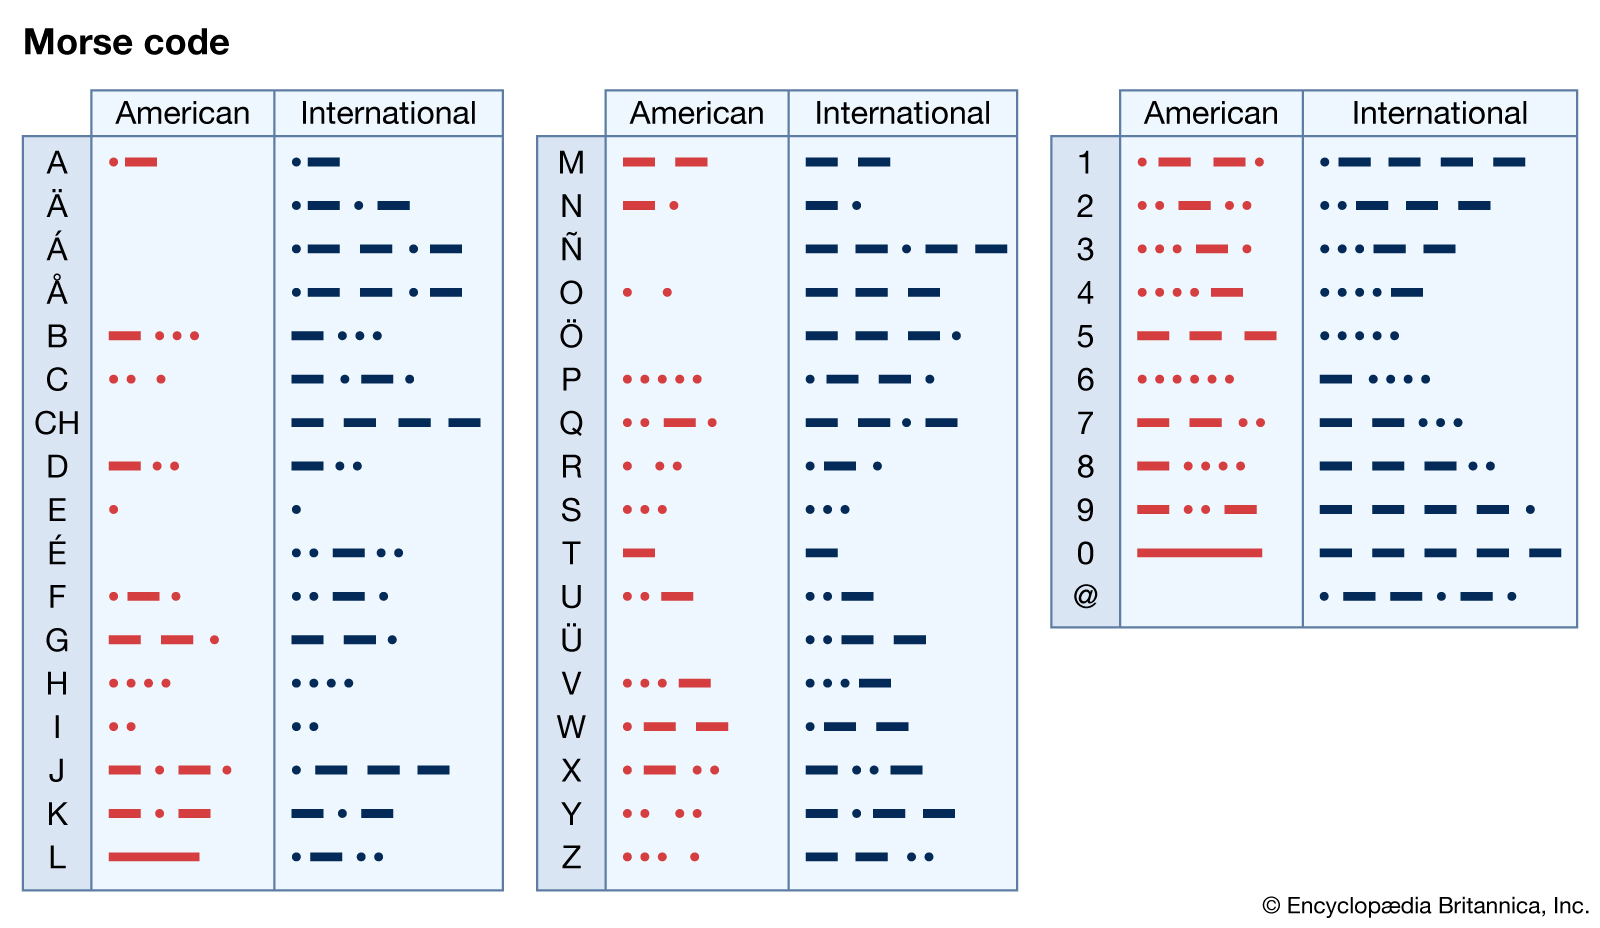 Morse code
American International
A
Ä
Á
Å
B
C
CH
D
E
É
F
G
H
I
J
K
L
American International
M
N
Ñ
O
Ö
P
Q
R
S
T
U
Ü
V
W
X
Y
Z
American International
1
2
3
4
5
6
7
8
9
0
@
© Encyclopædia Britannica, Inc.